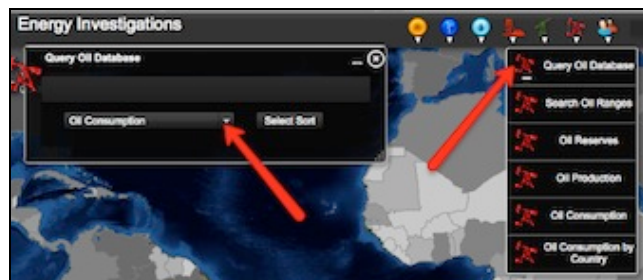 Energy Investigations
Query Oil Database
Oil Consumption
Select Sort
Query Oil Database
Search Oil Ranges
Oil Reserves
Oil Production
Oil Consumption
Oil Consumption by
Country